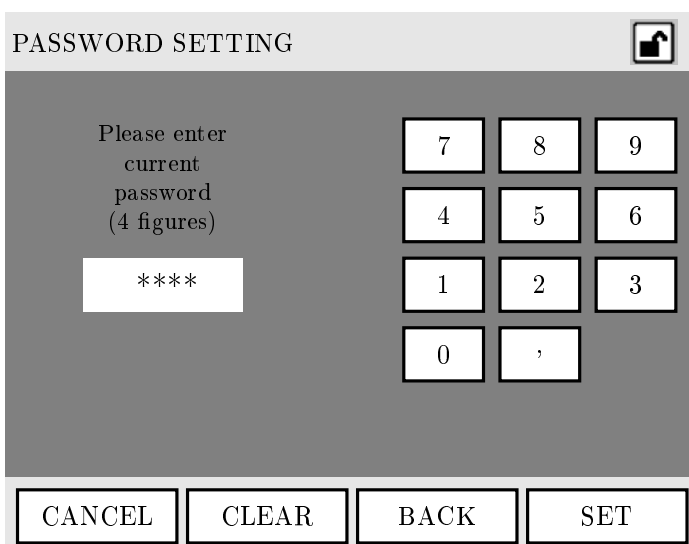 PASSWORD SETTING
Please enter
current
password
(4 figures)
****
7 8 9
4 5 6
1 2 3
0 ,
CANCEL CLEAR BACK SET